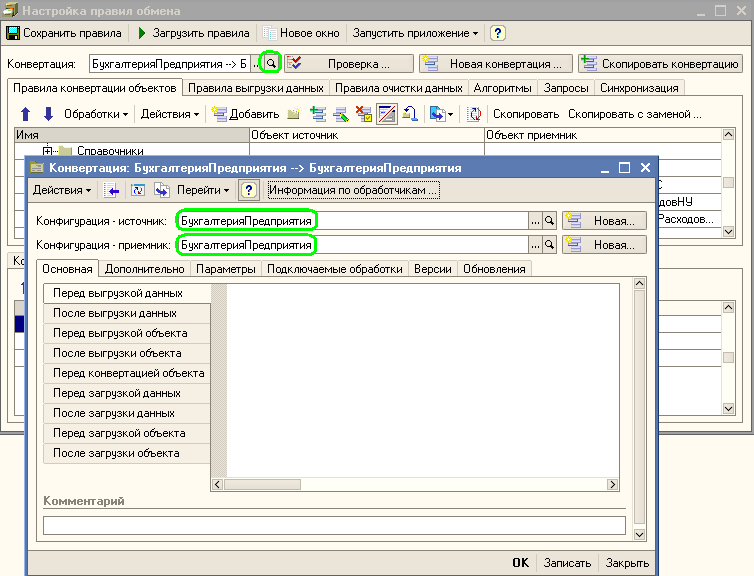 Настройка правил обмена
Сохранить правила Загрузить правила Новое окно Запустить приложение ?
Конвертация: БухгалтерияПредприятия --> Б ... Проверка ... Новая конвертация ... Скопировать конвертацию
Правила конвертации объектов Правила выгрузки данных Правила очистки данных Алгоритмы Запросы Синхронизация
Обработки Действия Добавить Скопировать Скопировать с заменой ...
Имя Объект источник Объект приемник
Справочники
Конвертация: БухгалтерияПредприятия --> БухгалтерияПредприятия
Действия Перейти ? Информация по обработчикам ...
С
довНУ
Расходов...
Конфигурация - источник: БухгалтерияПредприятия ... Новая...
Конфигурация - приемник: БухгалтерияПредприятия ... Новая...
Ко
Основная Дополнительно Параметры Подключаемые обработки Версии Обновления
Перед выгрузкой данных
После выгрузки данных
Перед выгрузкой объекта
После выгрузки объекта
Перед конвертацией объекта
Перед загрузкой данных
После загрузки данных
Перед загрузкой объекта
После загрузки объекта
Комментарий
OK Записать Закрыть